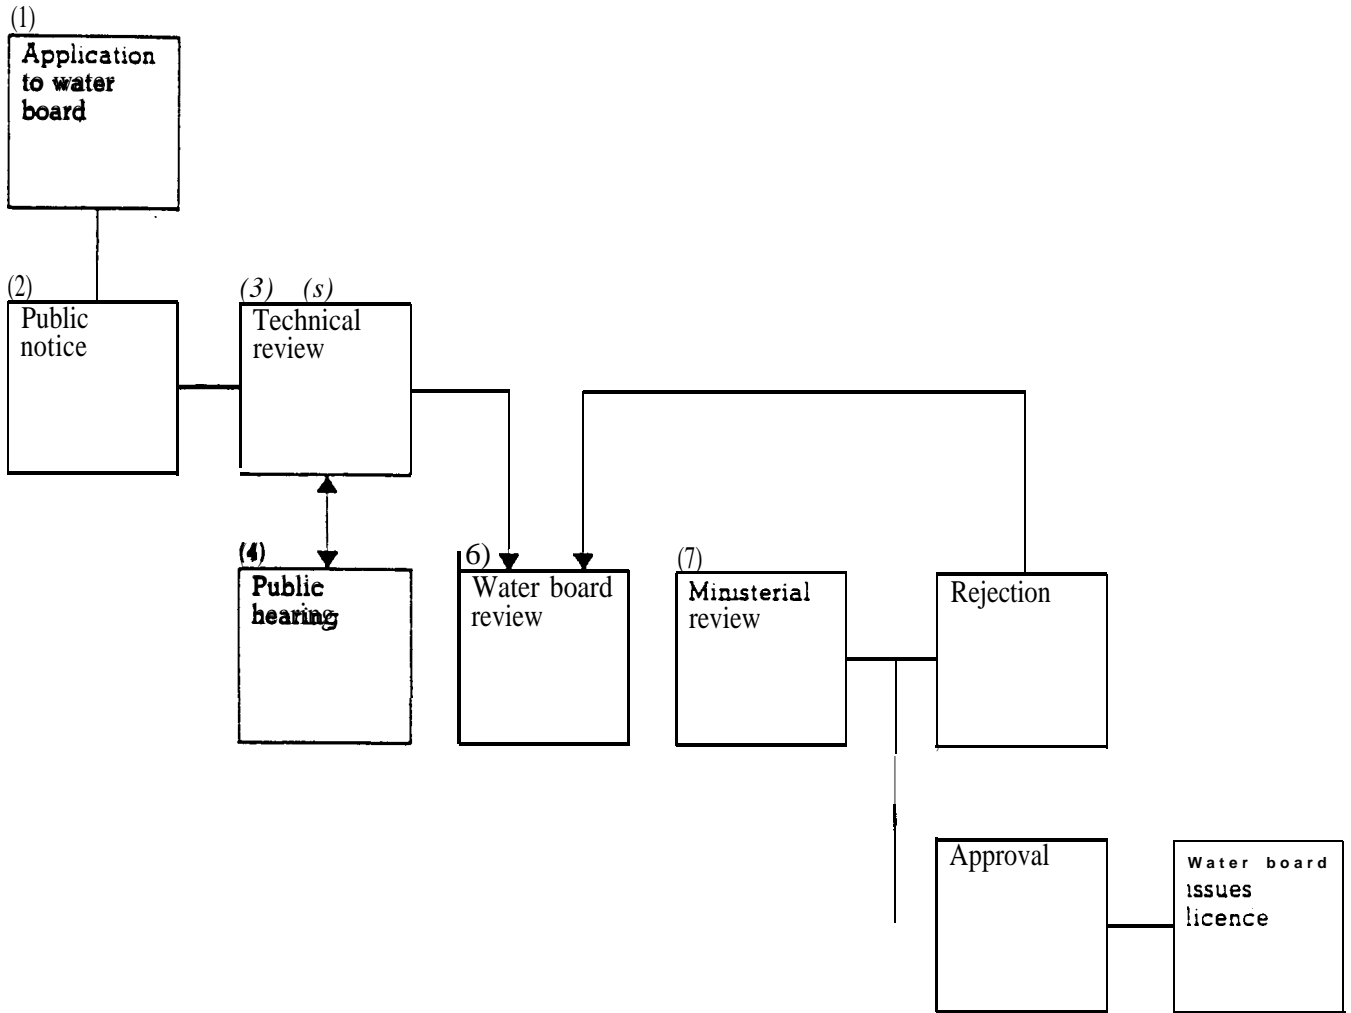 (1)
Application
to water
board
(2)
Public
notice
(3) (s)
Technical
review
(4)
Public
hearing
6)
Water board
review
(7)
Ministerial
review
Rejection
Approval
Water board
issues
licence